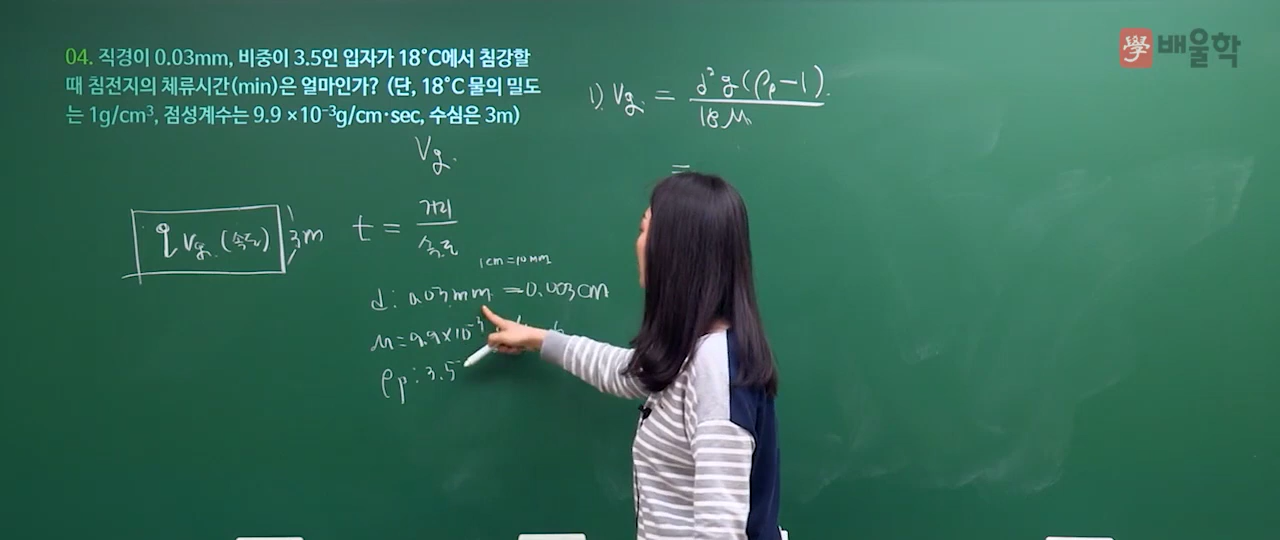 學 배울학
04. 직경이 0.03mm, 비중이 3.5인 입자가 18°C에서 침강할
때 침전지의 체류시간(min)은 얼마인가? (단, 18°C 물의 밀도
는 1g/cm³, 점성계수는 9.9 ×10⁻³g/cm·sec, 수심은 3m)
1) Vg = d²g(ρp-1)
18μ
=
Vg
Vg (속도) 3m
t = 거리
속도
1cm=10mm
d: 0.03mm = 0.003cm
μ=9.9×10⁻³
ρp: 3.5